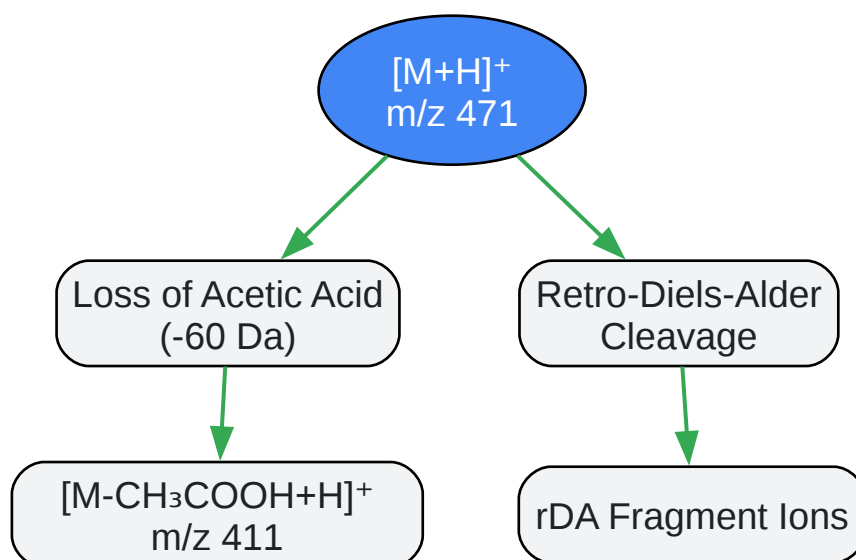 [M+H]⁺
m/z 471
Loss of Acetic Acid
(-60 Da)
Retro-Diels-Alder
Cleavage
[M-CH₃COOH+H]⁺
m/z 411
rDA Fragment Ions